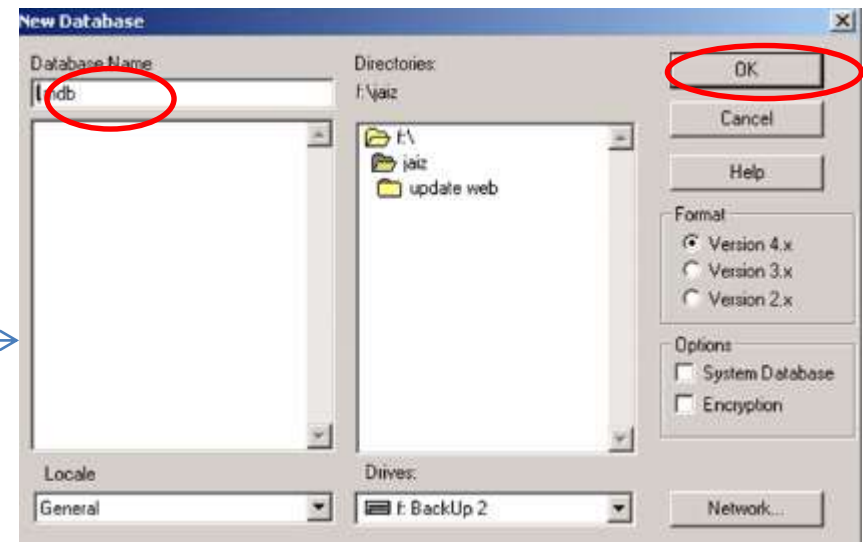 New Database
Database Name
mdb
Directories:
f:\jaiz
f:\
jaiz
update web
OK
Cancel
Help
Format
Version 4.x
Version 3.x
Version 2.x
Options
System Database
Encryption
Locale
General
Drives:
f: BackUp 2
Network...